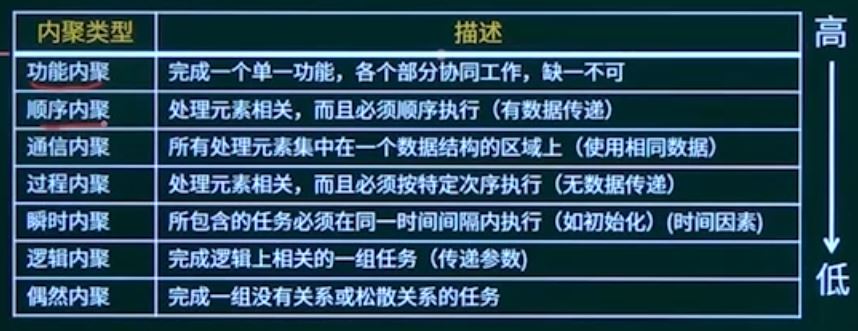 内聚类型 描述
功能内聚 完成一个单一功能，各个部分协同工作，缺一不可
顺序内聚 处理元素相关，而且必须顺序执行（有数据传递）
通信内聚 所有处理元素集中在一个数据结构的区域上（使用相同数据）
过程内聚 处理元素相关，而且必须按特定次序执行（无数据传递）
瞬时内聚 所包含的任务必须在同一时间间隔内执行（如初始化）(时间因素)
逻辑内聚 完成逻辑上相关的一组任务（传递参数)
偶然内聚 完成一组没有关系或松散关系的任务
高
低